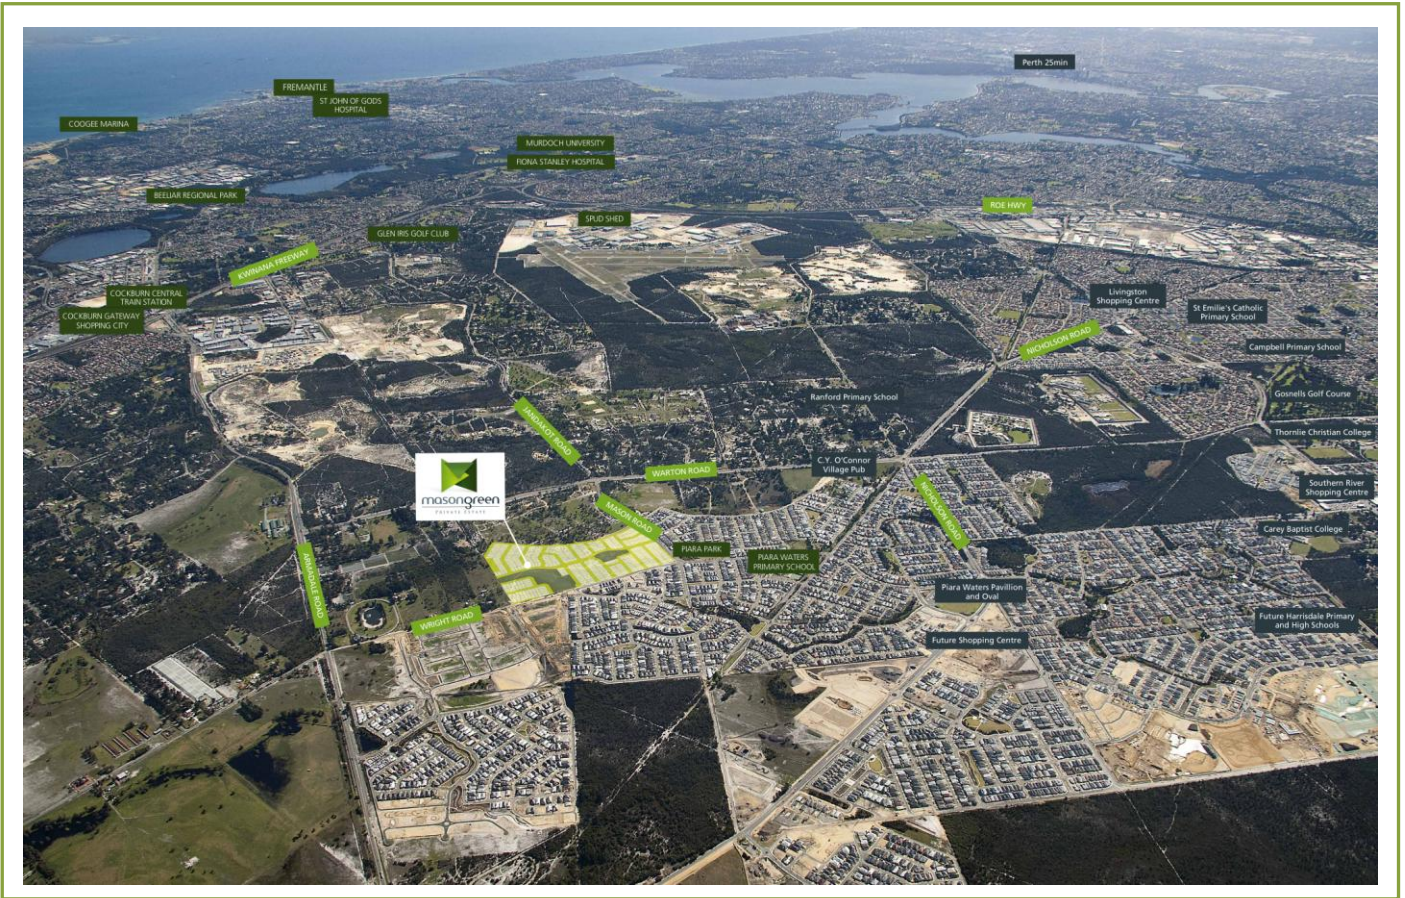 Perth 25min
FREMANTLE
ST JOHN OF GODS
HOSPITAL
COOGEE MARINA
MURDOCH UNIVERSITY
FIONA STANLEY HOSPITAL
BEELIAR REGIONAL PARK
ROE HWY
SPUD SHED
GLEN IRIS GOLF CLUB
KWINANA FREEWAY
COCKBURN CENTRAL
TRAIN STATION
COCKBURN GATEWAY
SHOPPING CITY
Livingston
Shopping Centre
St Emilie's Catholic
Primary School
NICHOLSON ROAD
Campbell Primary School
Ranford Primary School
Gosnells Golf Course
JANDAKOT ROAD
Thornlie Christian College
C.Y. O'Connor
Village Pub
WARTON ROAD
masongreen
PRIVATE ESTATE
Southern River
Shopping Centre
MASON ROAD
NICHOLSON ROAD
Carey Baptist College
PIARA PARK
PIARA WATERS
PRIMARY SCHOOL
ARMADALE ROAD
Piara Waters Pavillion
and Oval
WRIGHT ROAD
Future Harrisdale Primary
and High Schools
Future Shopping Centre